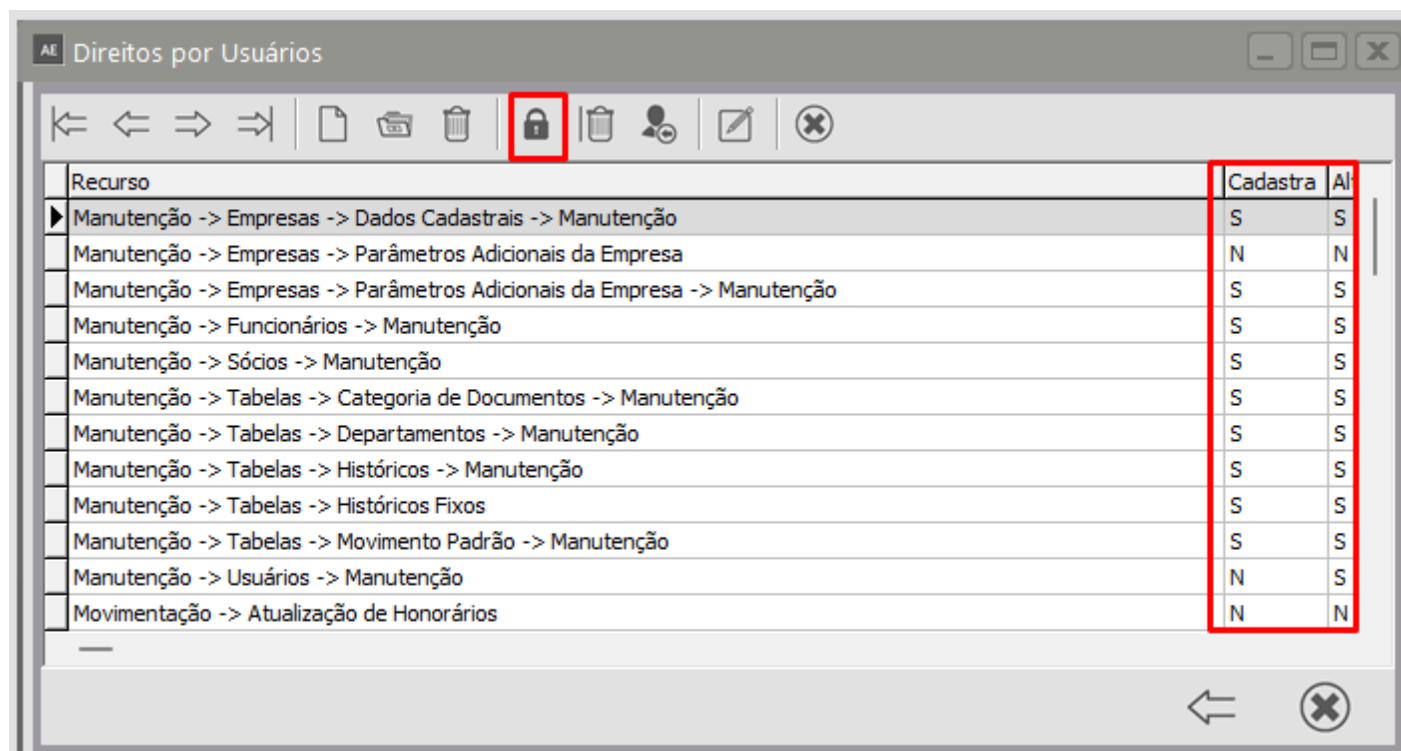 AE Direitos por Usuários
Recurso Cadastra Alt
Manutenção -> Empresas -> Dados Cadastrais -> Manutenção S S
Manutenção -> Empresas -> Parâmetros Adicionais da Empresa N N
Manutenção -> Empresas -> Parâmetros Adicionais da Empresa -> Manutenção S S
Manutenção -> Funcionários -> Manutenção S S
Manutenção -> Sócios -> Manutenção S S
Manutenção -> Tabelas -> Categoria de Documentos -> Manutenção S S
Manutenção -> Tabelas -> Departamentos -> Manutenção S S
Manutenção -> Tabelas -> Históricos -> Manutenção S S
Manutenção -> Tabelas -> Históricos Fixos S S
Manutenção -> Tabelas -> Movimento Padrão -> Manutenção S S
Manutenção -> Usuários -> Manutenção N S
Movimentação -> Atualização de Honorários N N